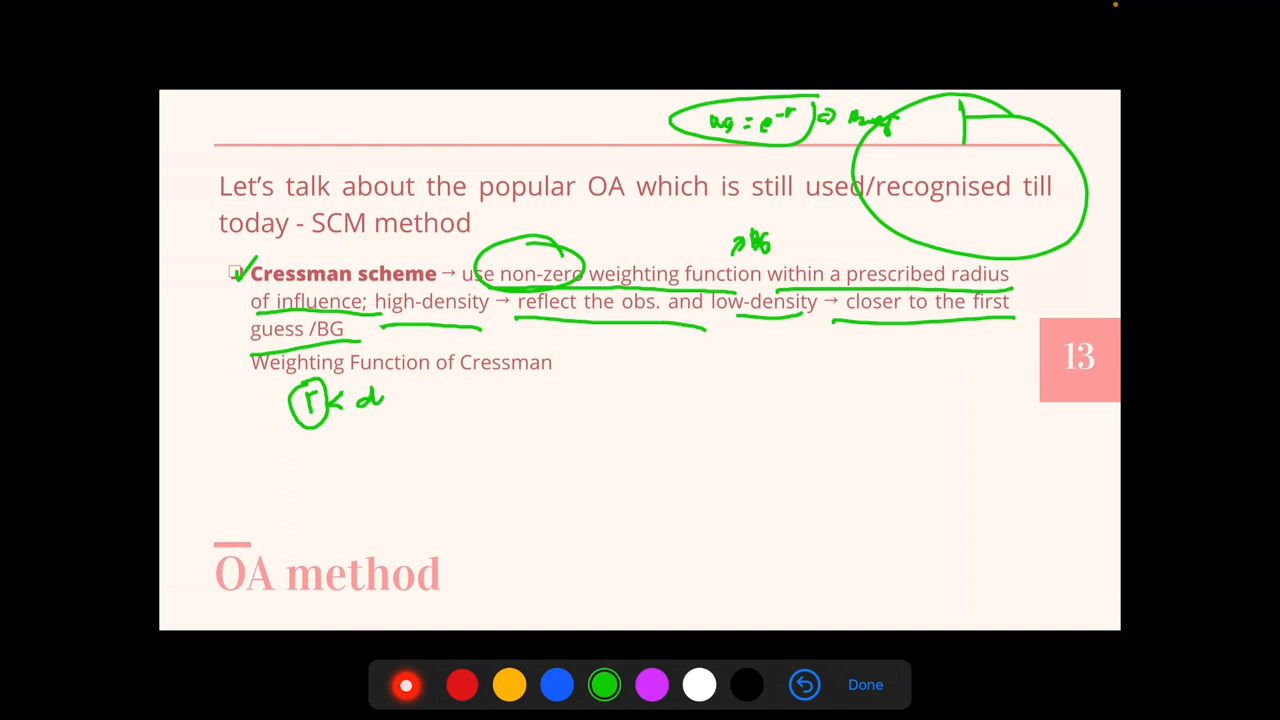 Let's talk about the popular OA which is still used/recognised till
today - SCM method
Cressman scheme → use non-zero weighting function within a prescribed radius
of influence; high-density → reflect the obs. and low-density → closer to the first
guess /BG
13
Weighting Function of Cressman
r < d
OA method
Done